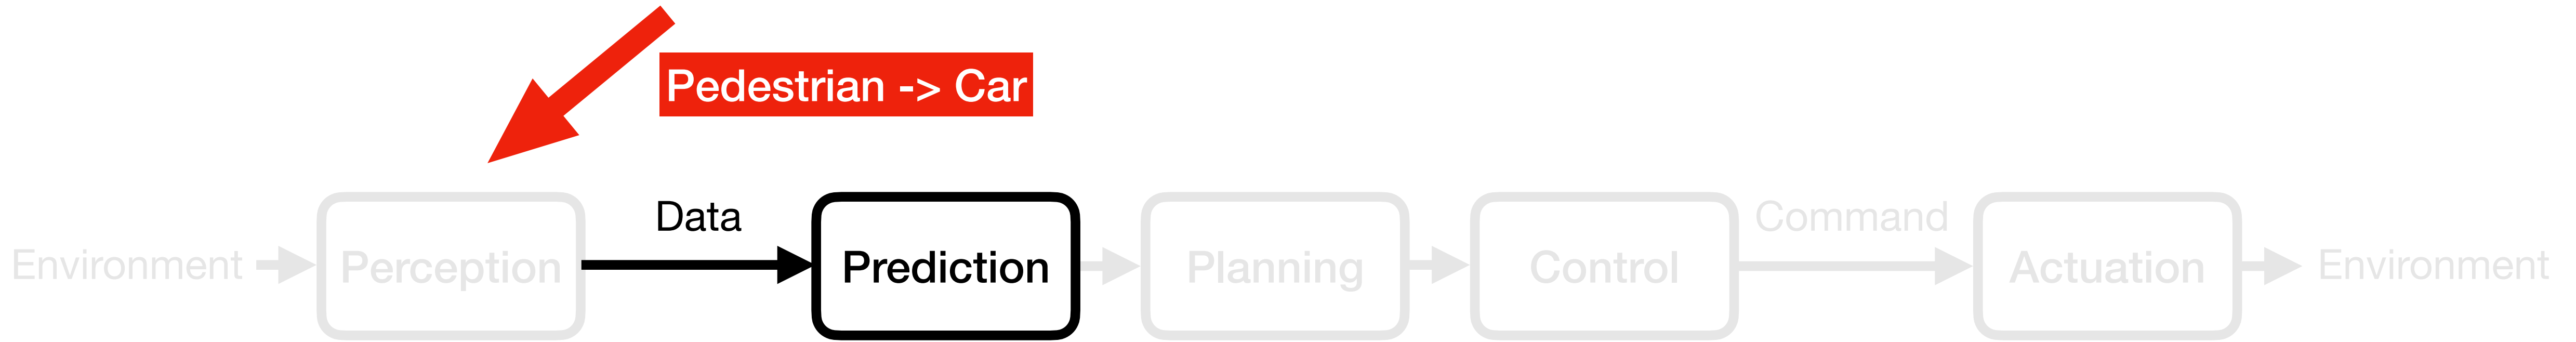 Pedestrian -> Car
Data
Command
Environment
Perception
Prediction
Planning
Control
Actuation
Environment